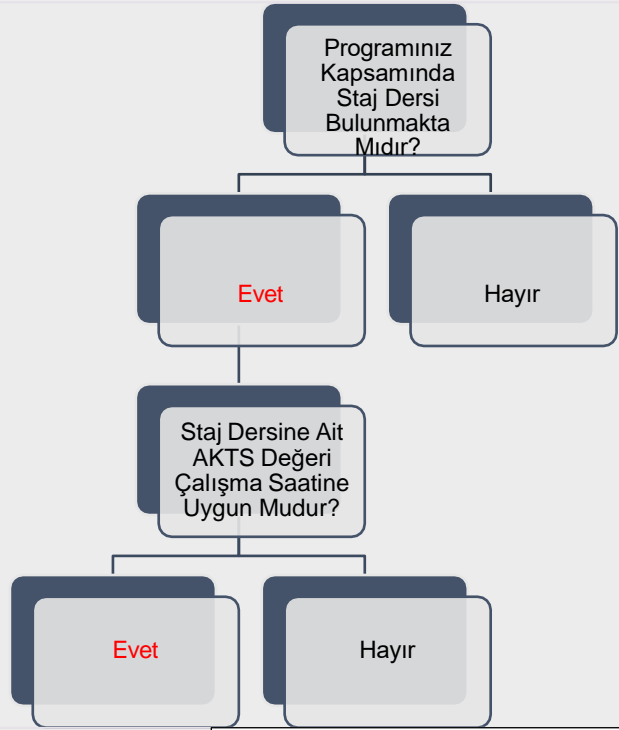 Programınız
Kapsamında
Staj Dersi
Bulunmakta
Mıdır?
Evet
Hayır
Staj Dersine Ait
AKTS Değeri
Çalışma Saatine
Uygun Mudur?
Evet
Hayır